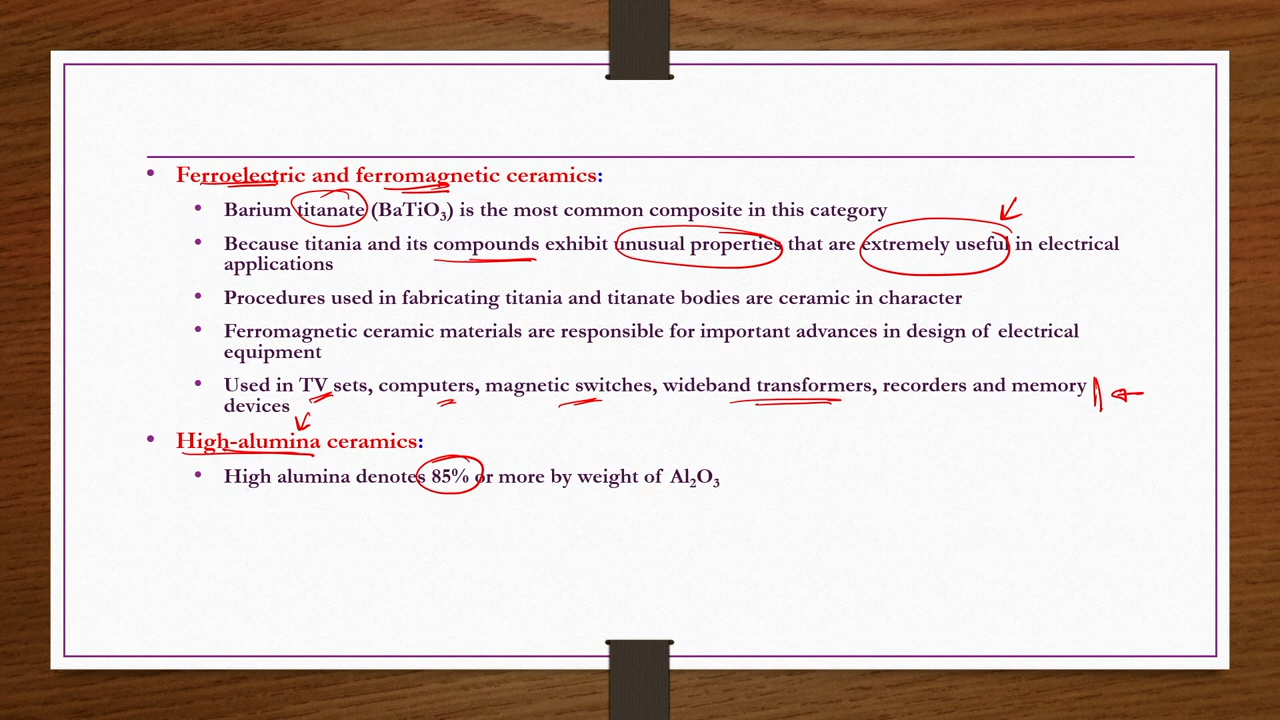 • Ferroelectric and ferromagnetic ceramics:
• Barium titanate (BaTiO₃) is the most common composite in this category
• Because titania and its compounds exhibit unusual properties that are extremely useful in electrical
applications
• Procedures used in fabricating titania and titanate bodies are ceramic in character
• Ferromagnetic ceramic materials are responsible for important advances in design of electrical
equipment
• Used in TV sets, computers, magnetic switches, wideband transformers, recorders and memory
devices
• High-alumina ceramics:
• High alumina denotes 85% or more by weight of Al₂O₃